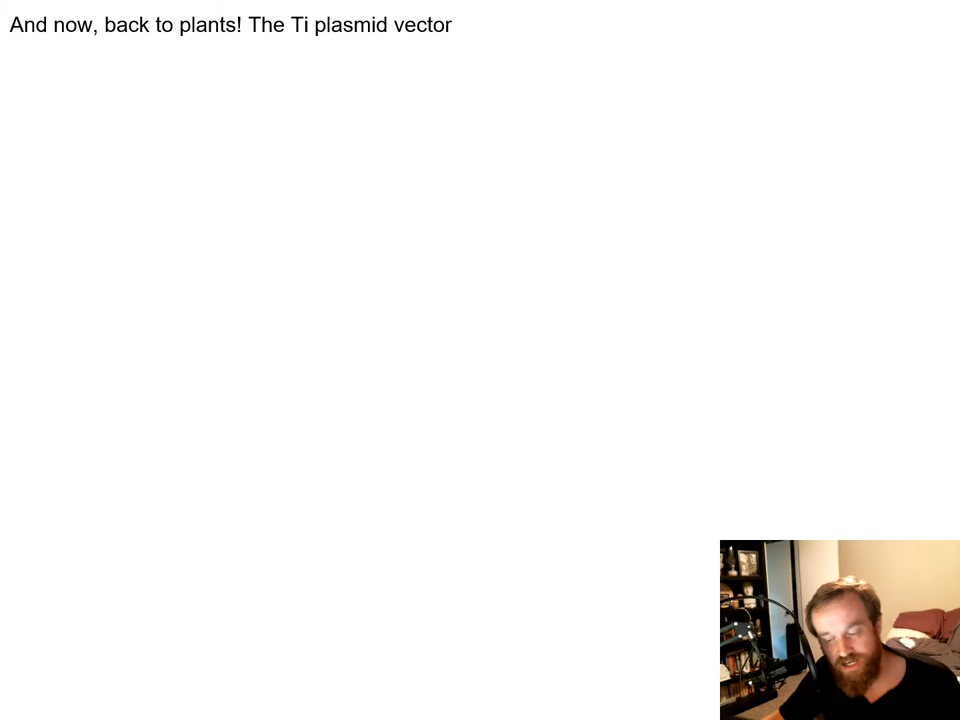 And now, back to plants! The Ti plasmid vector